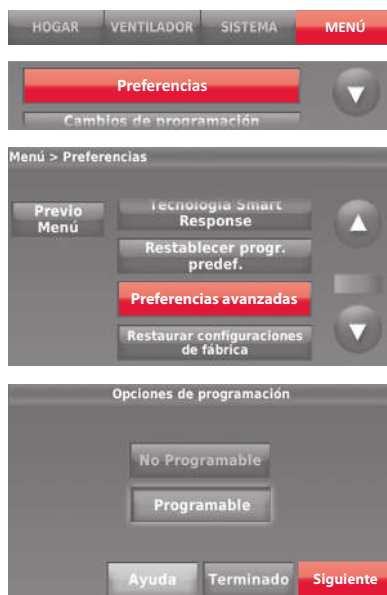 HOGAR VENTILADOR SISTEMA MENÚ
Preferencias
Cambios de programación
Menú > Preferencias
Previo
Menú
Tecnología Smart
Response
Restablecer progr.
predef.
Preferencias avanzadas
Restaurar configuraciones
de fábrica
Opciones de programación
No Programable
Programable
Ayuda Terminado Siguiente